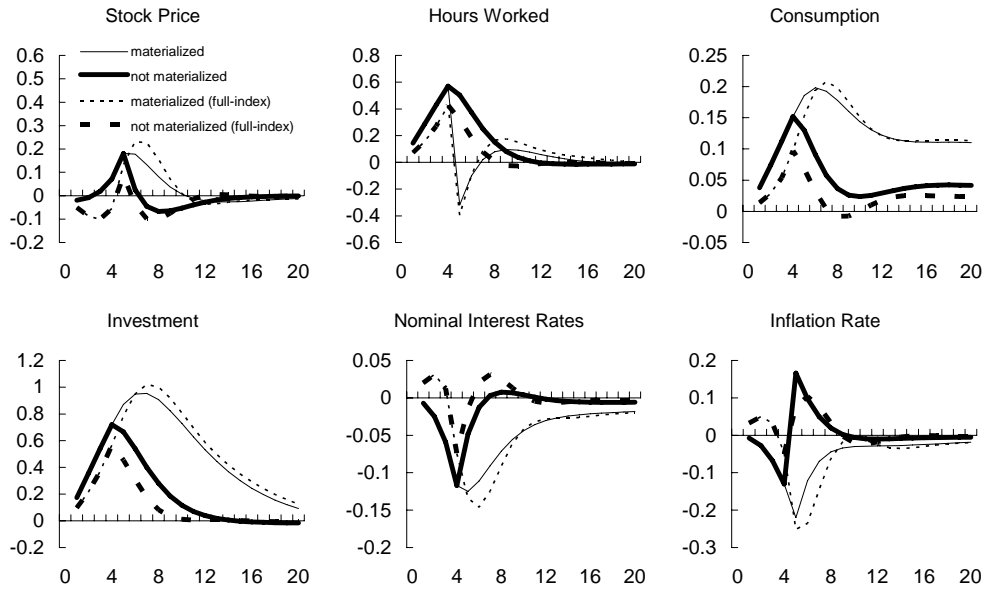 Stock Price
0.6
0.5
0.4
0.3
0.2
0.1
0
-0.1
-0.2
materialized
not materialized
materialized (full-index)
not materialized (full-index)
0 4 8 12 16 20
Hours Worked
0.8
0.6
0.4
0.2
0
-0.2
-0.4
-0.6
0 4 8 12 16 20
Consumption
0.25
0.2
0.15
0.1
0.05
0
-0.05
0 4 8 12 16 20
Investment
1.2
1
0.8
0.6
0.4
0.2
0
-0.2
0 4 8 12 16 20
Nominal Interest Rates
0.05
0
-0.05
-0.1
-0.15
-0.2
0 4 8 12 16 20
Inflation Rate
0.2
0.1
0
-0.1
-0.2
-0.3
0 4 8 12 16 20